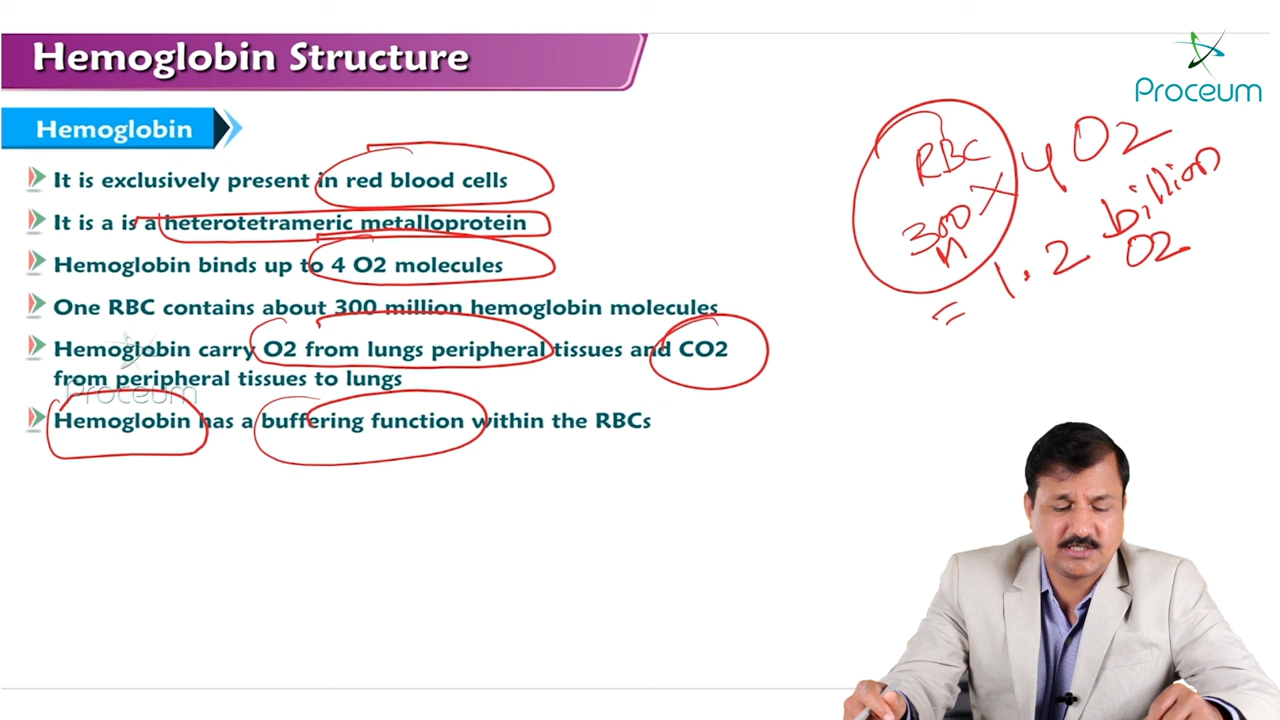 Hemoglobin Structure
Proceum
Hemoglobin
It is exclusively present in red blood cells
It is a is a heterotetrameric metalloprotein
Hemoglobin binds up to 4 O2 molecules
One RBC contains about 300 million hemoglobin molecules
Hemoglobin carry O2 from lungs peripheral tissues and CO2
from peripheral tissues to lungs
Proceum
Hemoglobin has a buffering function within the RBCs
RBC
300 M × 4 O2
= 1.2 billion
O2